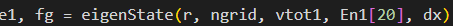 e1, fg = eigenState(r, ngrid, vtot1, En1[20], dx)